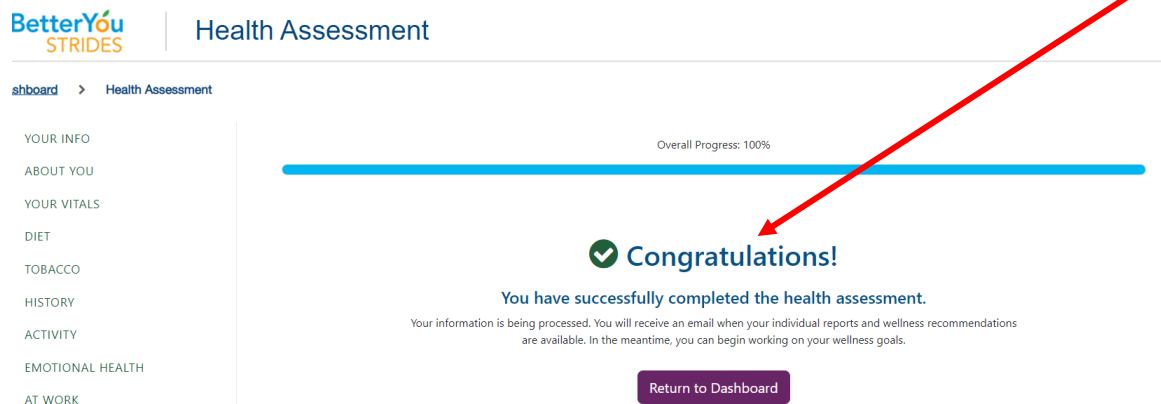 BetterYou
STRIDES
Health Assessment
shboard > Health Assessment
YOUR INFO
ABOUT YOU
YOUR VITALS
DIET
TOBACCO
HISTORY
ACTIVITY
EMOTIONAL HEALTH
AT WORK
Overall Progress: 100%
Congratulations!
You have successfully completed the health assessment.
Your information is being processed. You will receive an email when your individual reports and wellness recommendations
are available. In the meantime, you can begin working on your wellness goals.
Return to Dashboard